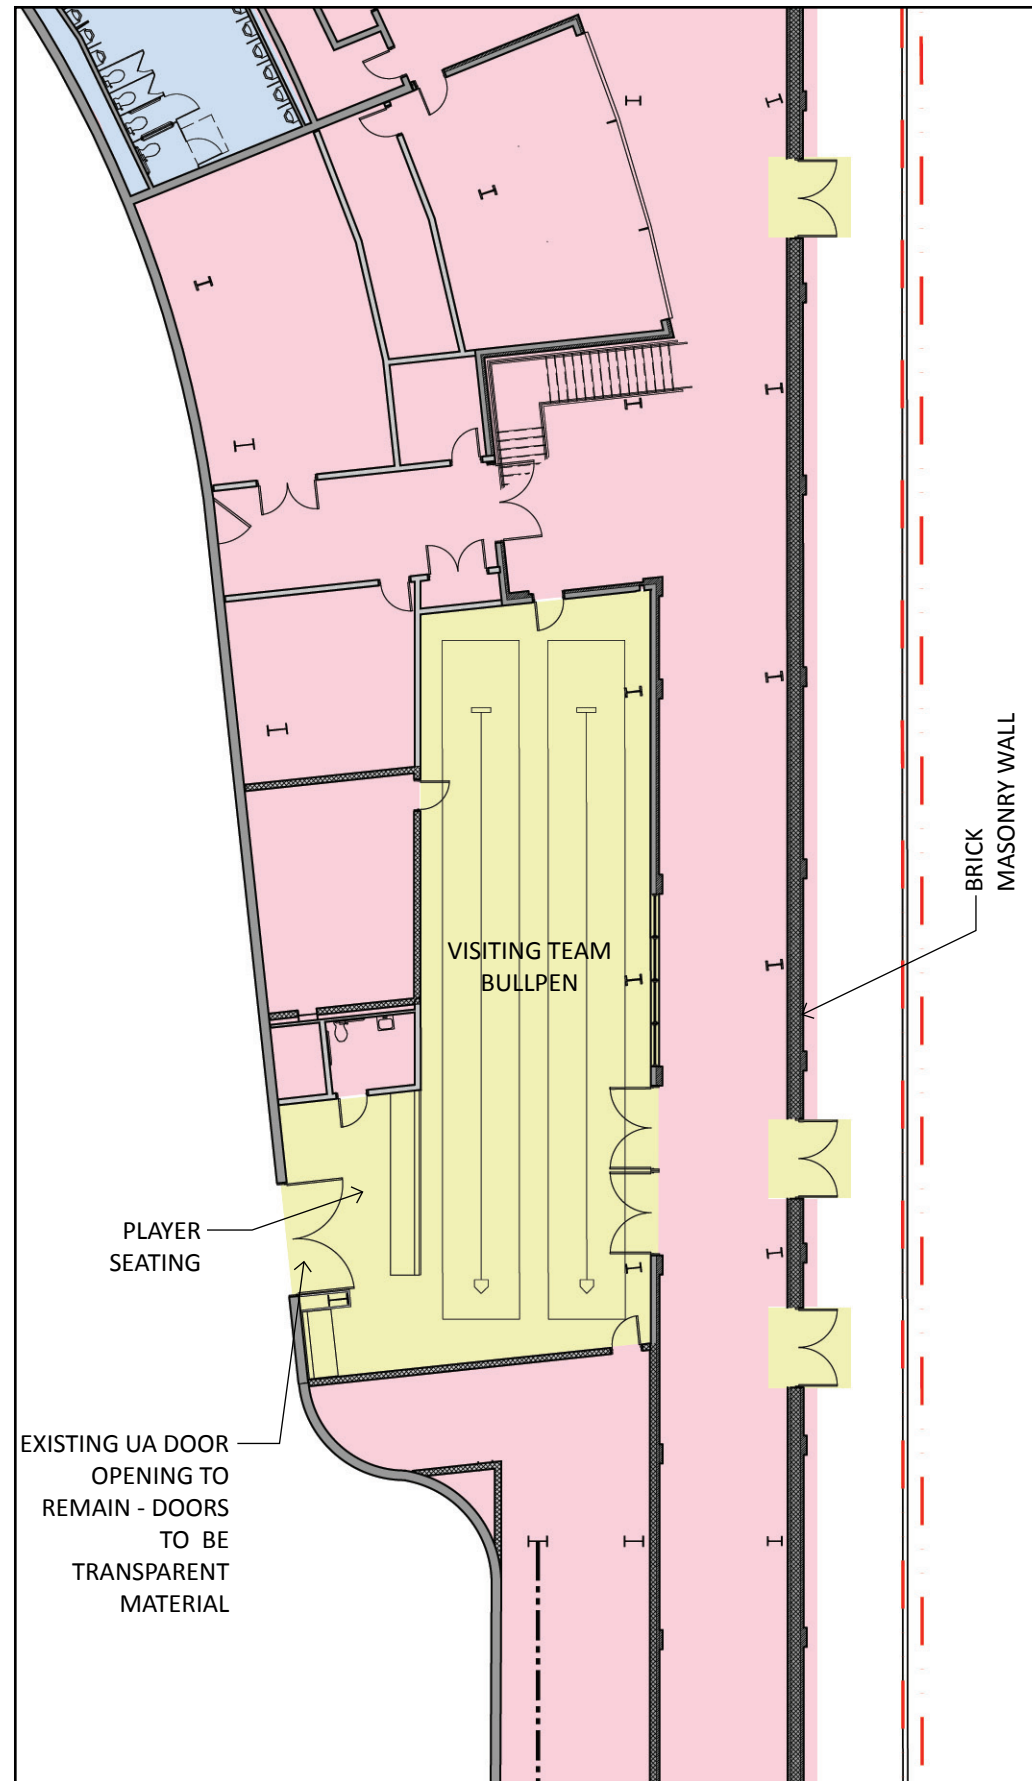 VISITING TEAM
BULLPEN
BRICK
MASONRY WALL
PLAYER
SEATING
EXISTING UA DOOR
OPENING TO
REMAIN - DOORS
TO BE
TRANSPARENT
MATERIAL